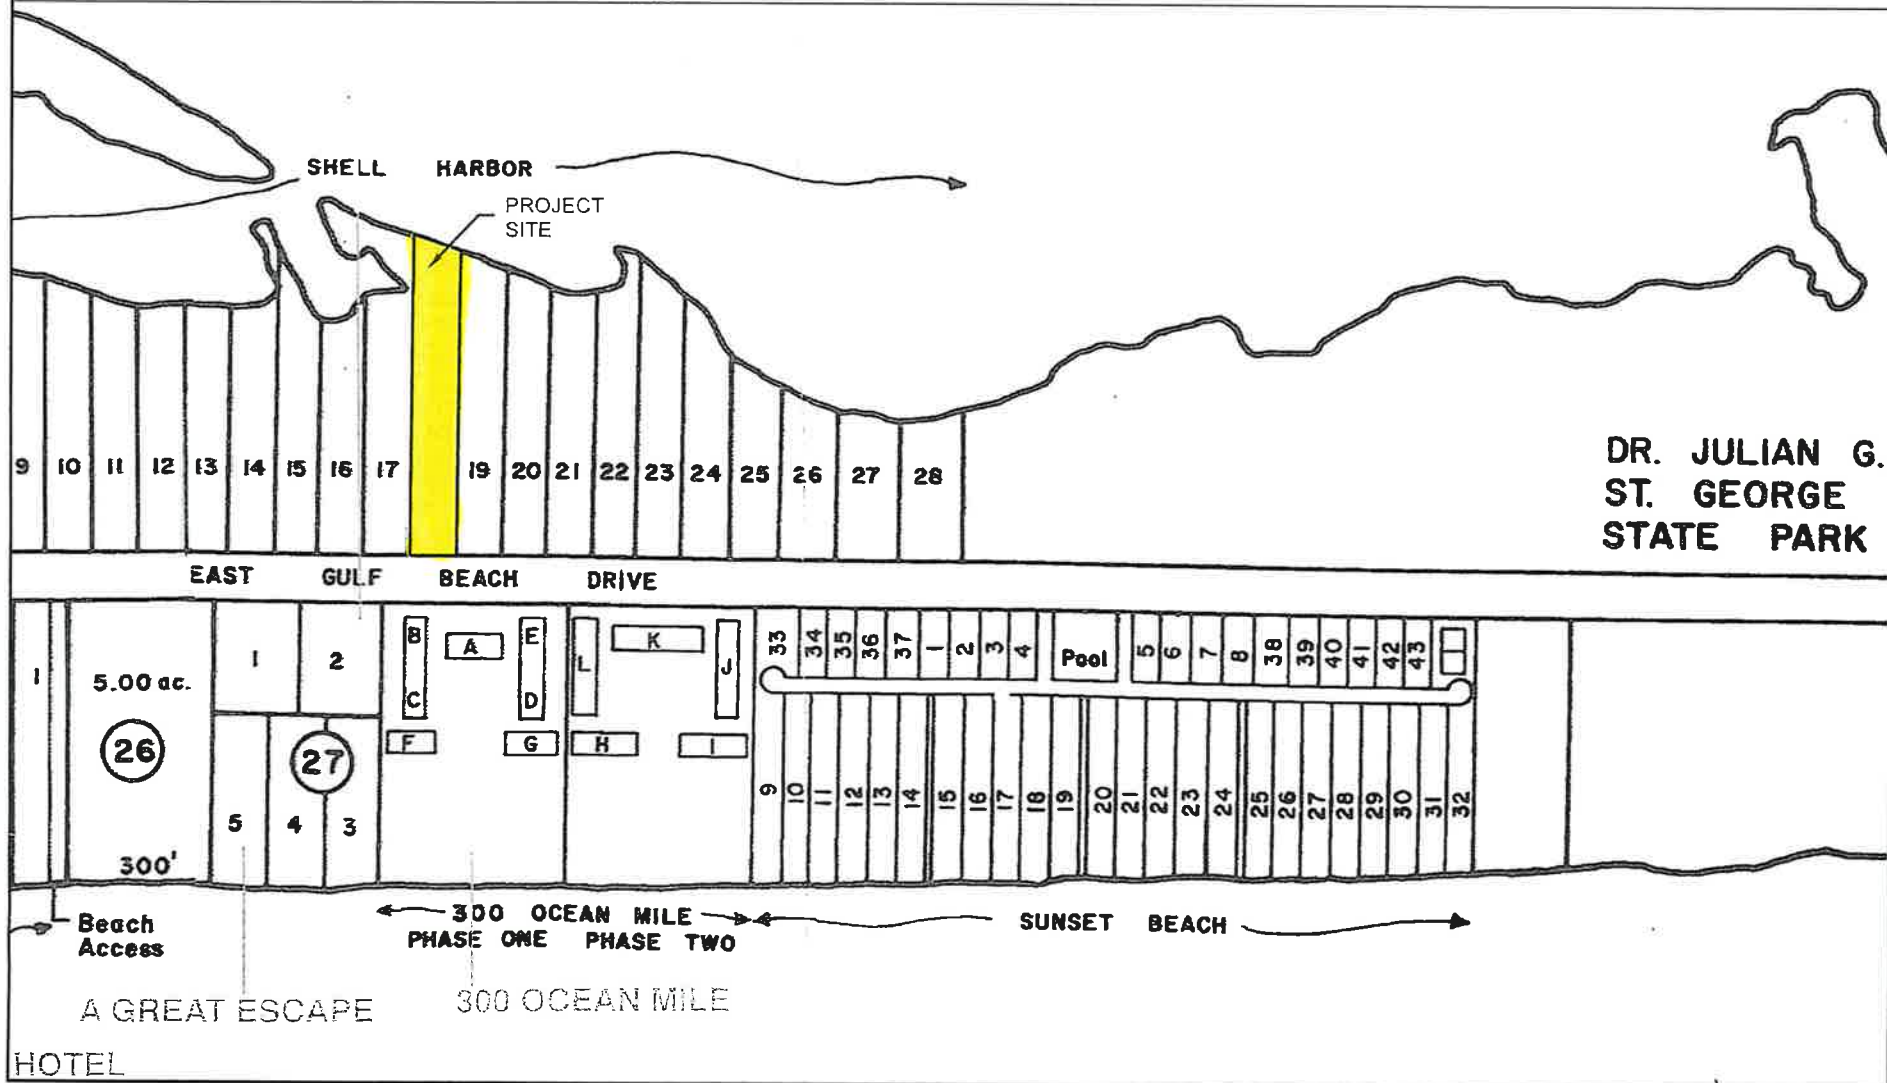 SHELL HARBOR
PROJECT
SITE
9 10 11 12 13 14 15 16 17 19 20 21 22 23 24 25 26 27 28
DR. JULIAN G.
ST. GEORGE
STATE PARK
EAST GULF BEACH DRIVE
1
5.00 ac.
26
300'
1 2
27
5 4 3
B A E
C D
F G
L K J
H I
33 34 35 36 37 1 2 3 4 Pool 5 6 7 8 38 39 40 41 42 43
9 10 11 12 13 14 15 16 17 18 19 20 21 22 23 24 25 26 27 28 29 30 31 32
Beach
Access
300 OCEAN MILE
PHASE ONE PHASE TWO
SUNSET BEACH
A GREAT ESCAPE
300 OCEAN MILE
HOTEL